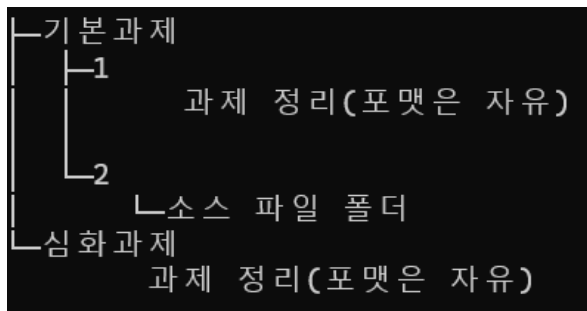 ├─기본과제
│  ├─1
│  │      과제 정리(포맷은 자유)
│  │
│  └─2
│      └─소스 파일 폴더
└─심화과제
        과제 정리(포맷은 자유)